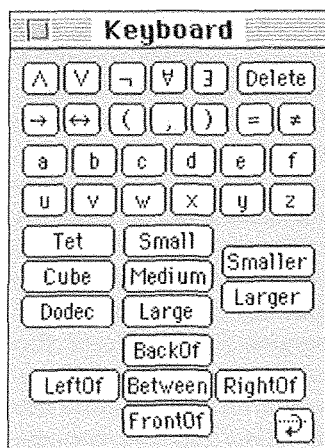 Keyboard
∧ ∨ ¬ ∀ ∃ Delete
→ ↔ ( , ) = ≠
a b c d e f
u v w x y z
Tet Small
Smaller
Cube Medium
Larger
Dodec Large
BackOf
LeftOf Between RightOf
FrontOf